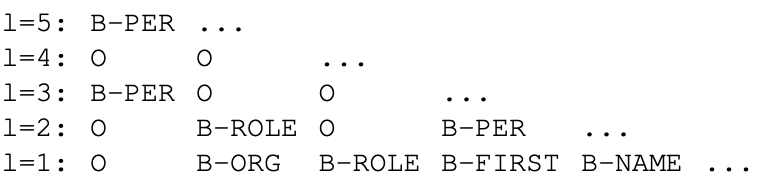 l=5: B-PER ...
l=4: O O ...
l=3: B-PER O O ...
l=2: O B-ROLE O B-PER ...
l=1: O B-ORG B-ROLE B-FIRST B-NAME ...